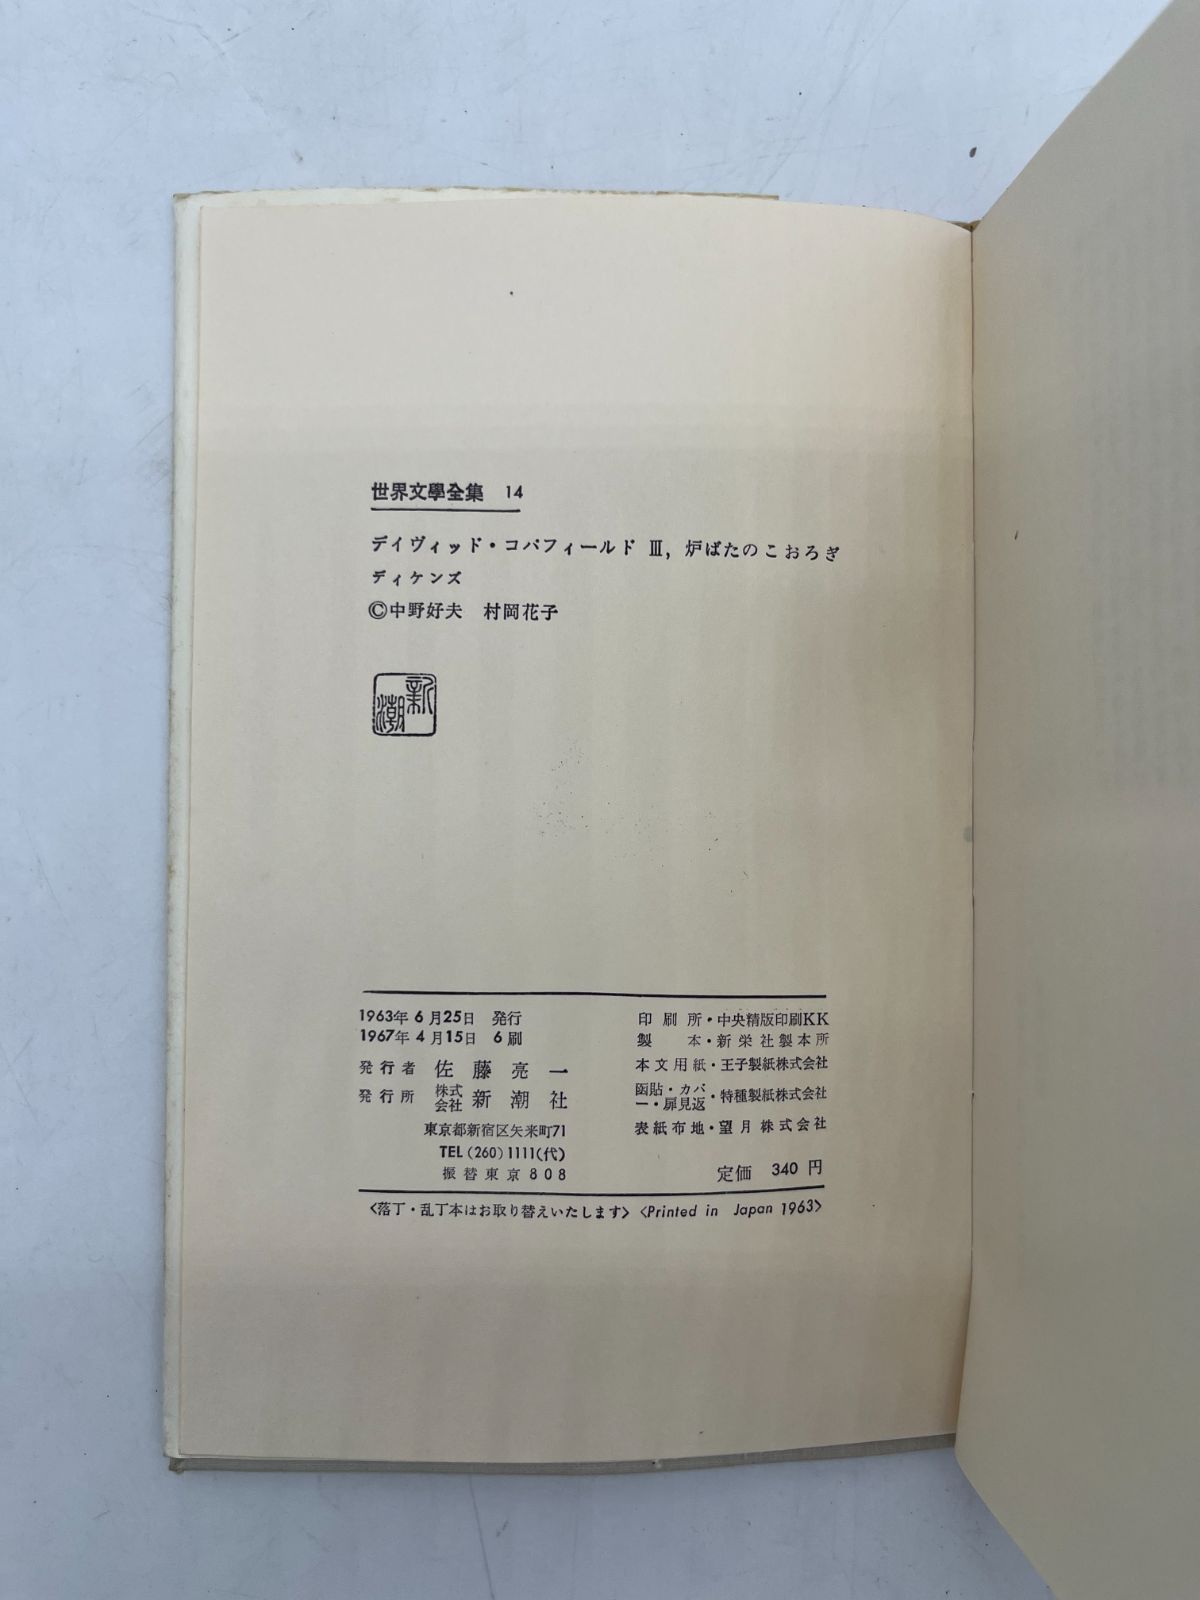 世界文學全集 14
デイヴィッド・コパフィールド Ⅲ, 炉ばたのこおろぎ
ディケンズ
©中野好夫 村岡花子
新潮
1963年 6月25日 発行
1967年 4月15日 6刷
発行者 佐藤亮一
発行所 株式会社 新潮社
東京都新宿区矢来町71
TEL (260) 1111(代)
振替東京808
印刷所・中央精版印刷KK
製本・新栄社製本所
本文用紙・王子製紙株式会社
函貼・カバー・扉見返・特種製紙株式会社
表紙布地・望月株式会社
定価 340円
<落丁・乱丁本はお取り替えいたします> <Printed in Japan 1963>